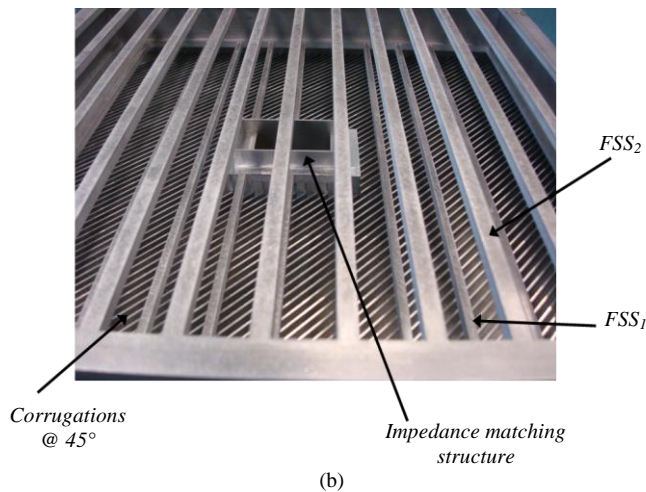 FSS2
FSS1
Corrugations
@ 45°
Impedance matching
structure
(b)